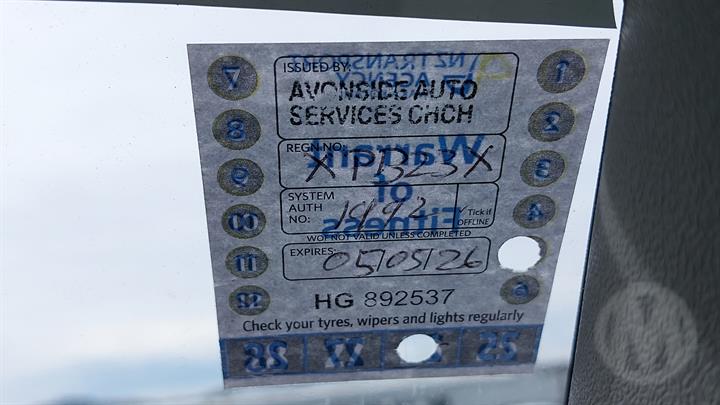 ISSUED BY:
NZ TRANSPORT
AGENCY
AVONSIDE AUTO
SERVICES CHCH
Warrant
of
Fitness
REGN NO:
SYSTEM
AUTH
NO:
✓ Tick if
OFFLINE
WOF NOT VALID UNLESS COMPLETED
EXPIRES: 05/05/26
HG 892537
Check your tyres, wipers and lights regularly
7 1
8 2
9 3
10 4
11
12 6
28 27 25